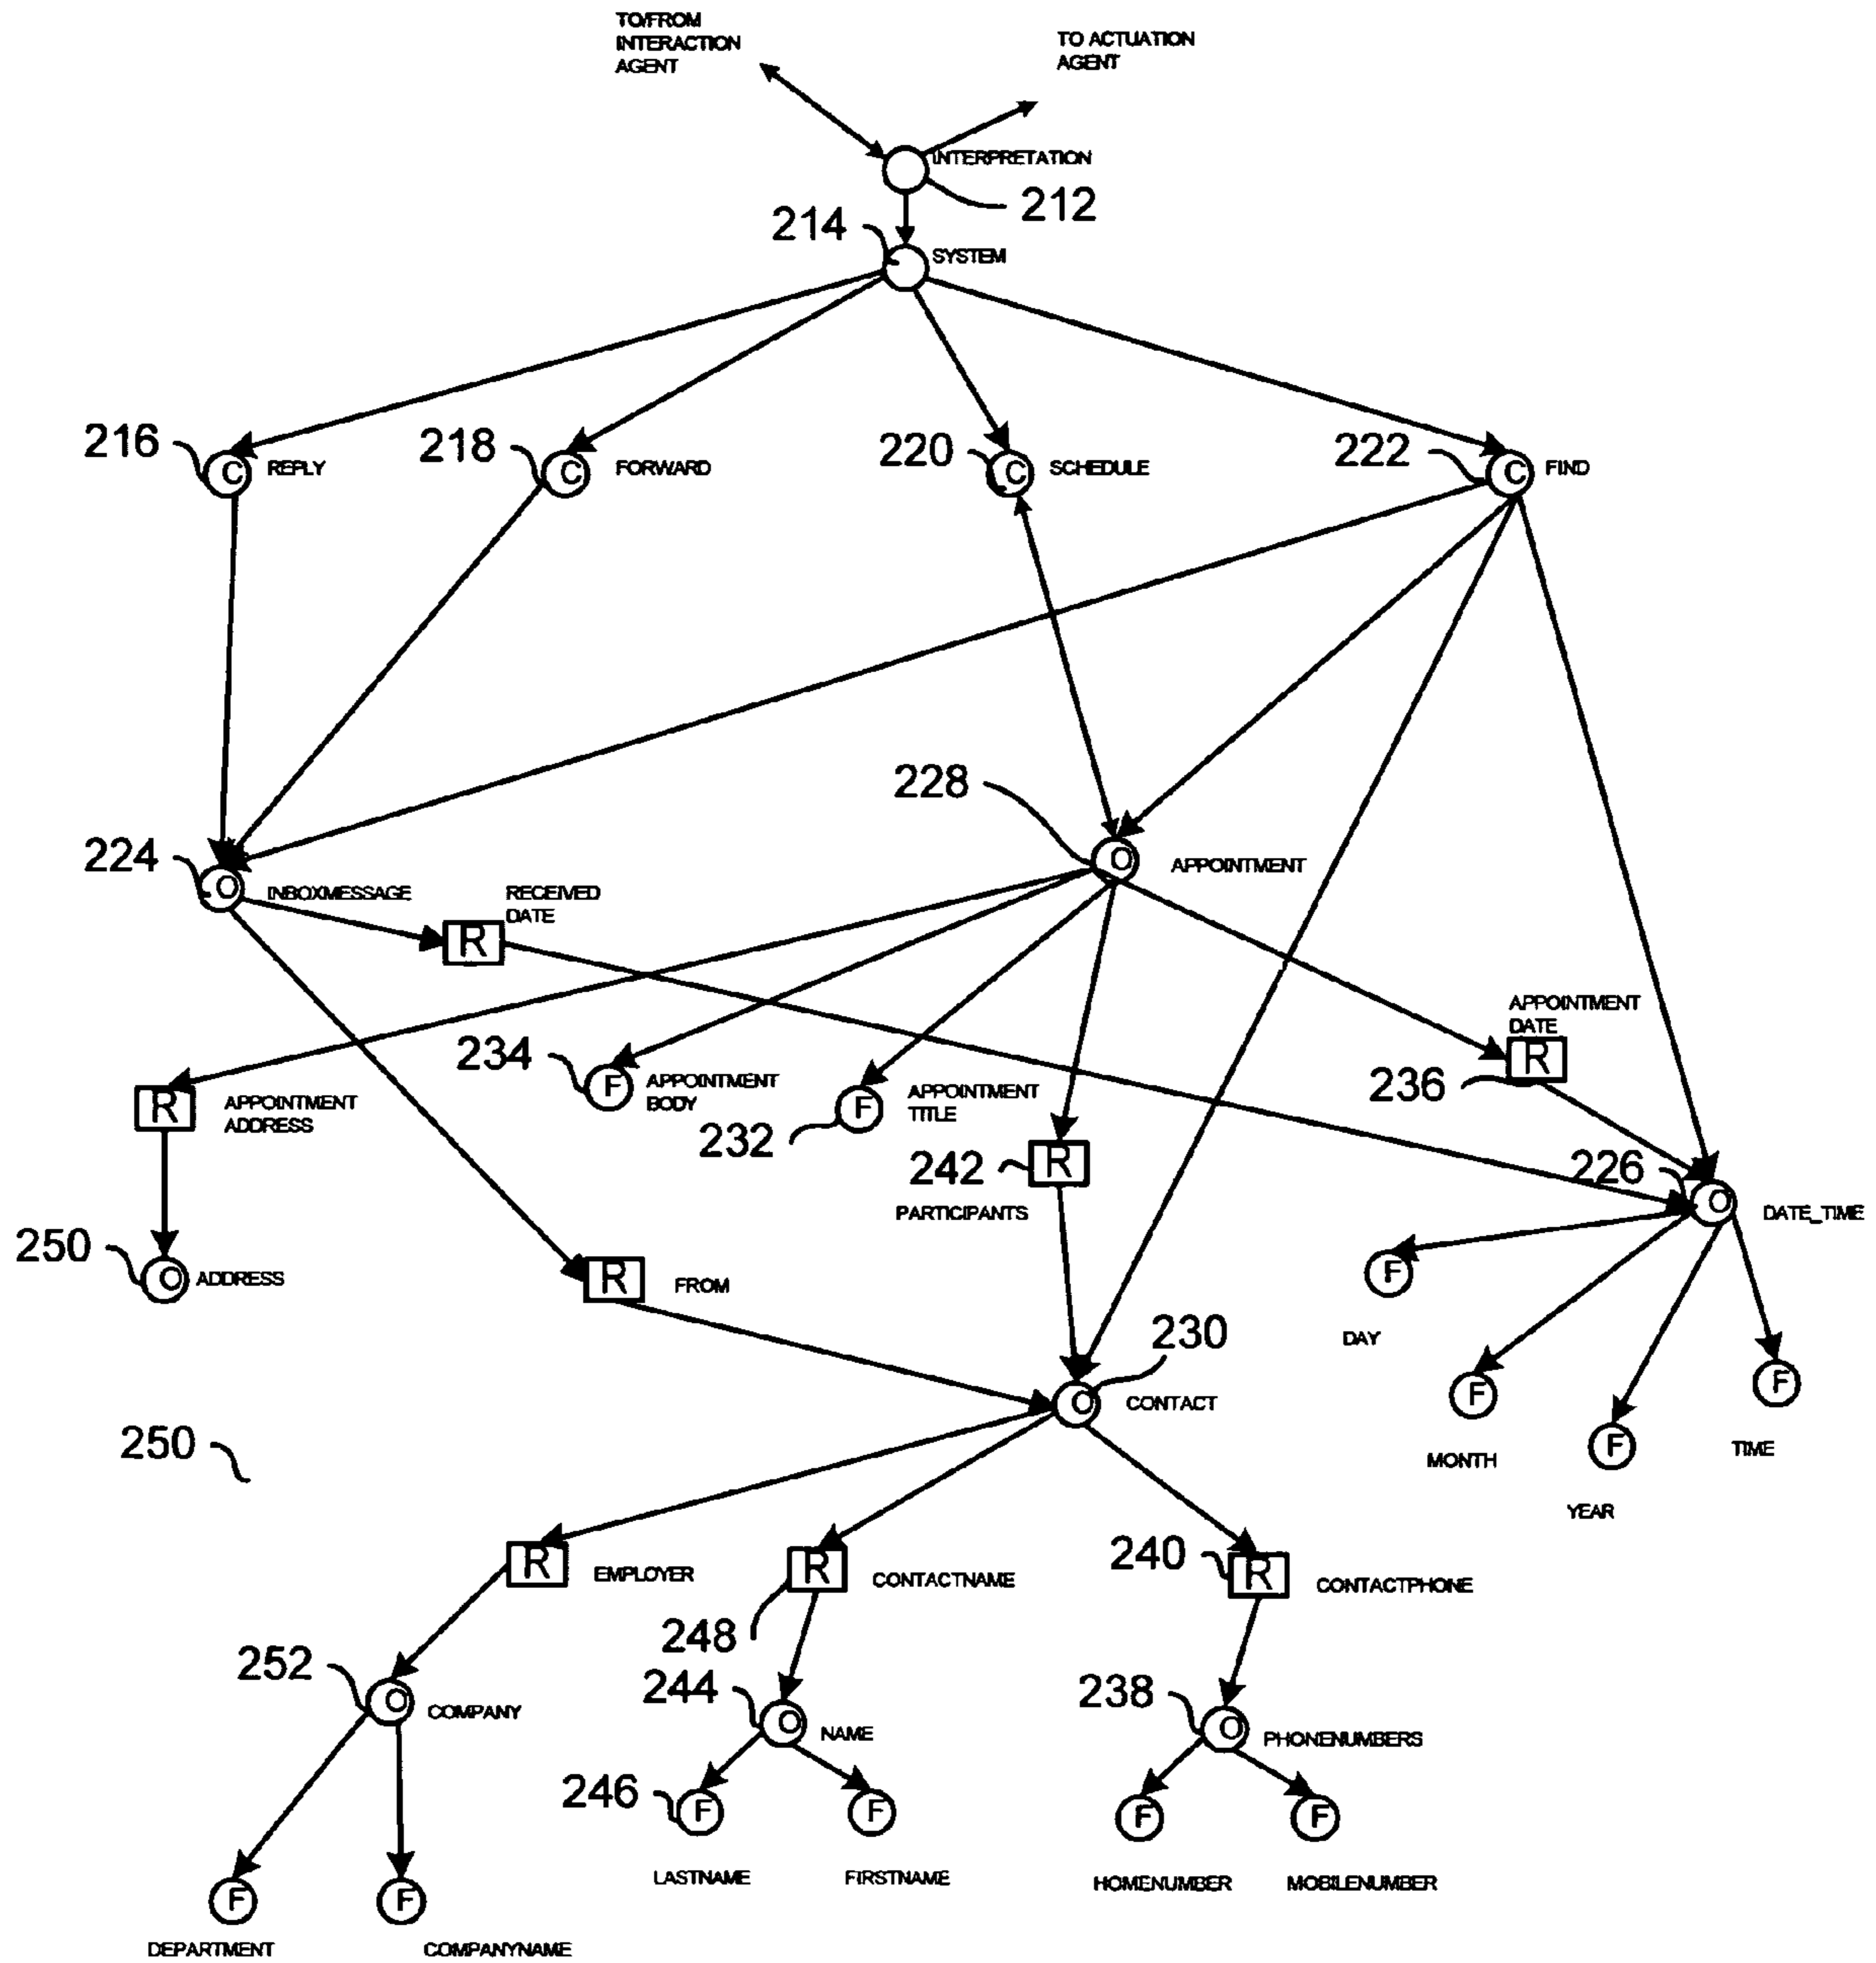 TO/FROM
INTERACTION
AGENT
TO ACTUATION
AGENT
INTERPRETATION
212
214
SYSTEM
216
C
REPLY
218
C
FORWARD
220
C
SCHEDULE
222
C
FIND
228
O
APPOINTMENT
224
O
INBOXMESSAGE
RECEIVED
DATE
R
APPOINTMENT
DATE
R
236
234
F
APPOINTMENT
BODY
232
F
APPOINTMENT
TITLE
R
APPOINTMENT
ADDRESS
242
R
PARTICIPANTS
226
O
DATE_TIME
250
O
ADDRESS
R
FROM
F
DAY
F
MONTH
F
YEAR
F
TIME
230
O
CONTACT
250
R
EMPLOYER
R
CONTACTNAME
248
240
R
CONTACTPHONE
252
O
COMPANY
244
O
NAME
238
O
PHONENUMBERS
246
F
LASTNAME
F
FIRSTNAME
F
HOMENUMBER
F
MOBILENUMBER
F
DEPARTMENT
F
COMPANYNAME